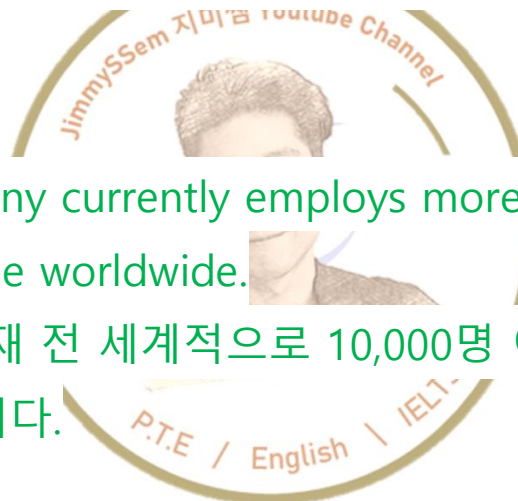 JimmySSem 지미쌤 Youtube Channel
ny currently employs more
e worldwide.
재 전 세계적으로 10,000명
니다.
P.T.E / English \ IELT